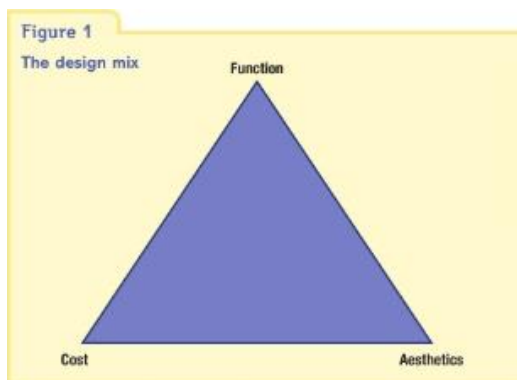 Figure 1
The design mix
Function
Cost
Aesthetics